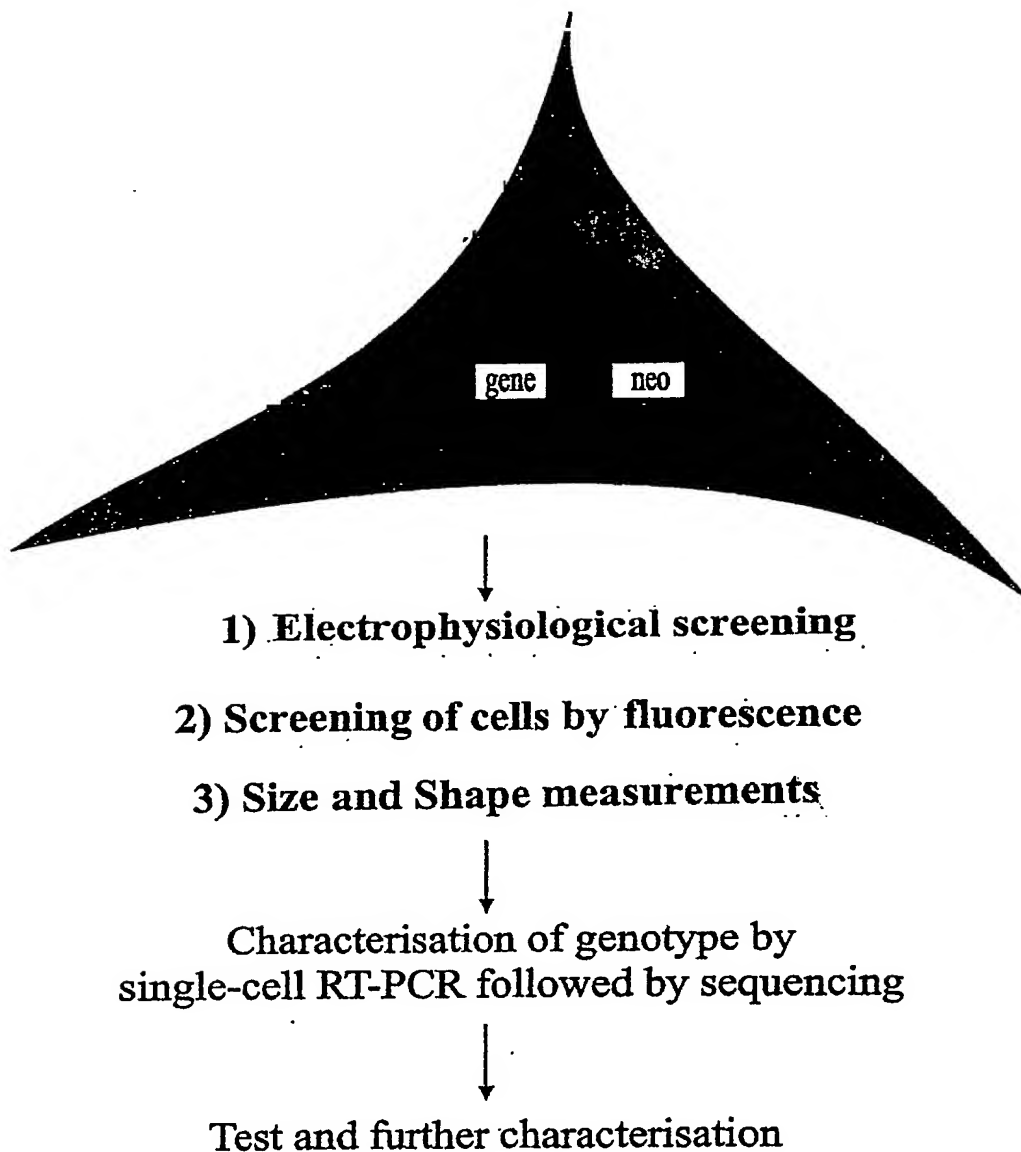 gene neo
1) Electrophysiological screening
2) Screening of cells by fluorescence
3) Size and Shape measurements
Characterisation of genotype by
single-cell RT-PCR followed by sequencing
Test and further characterisation